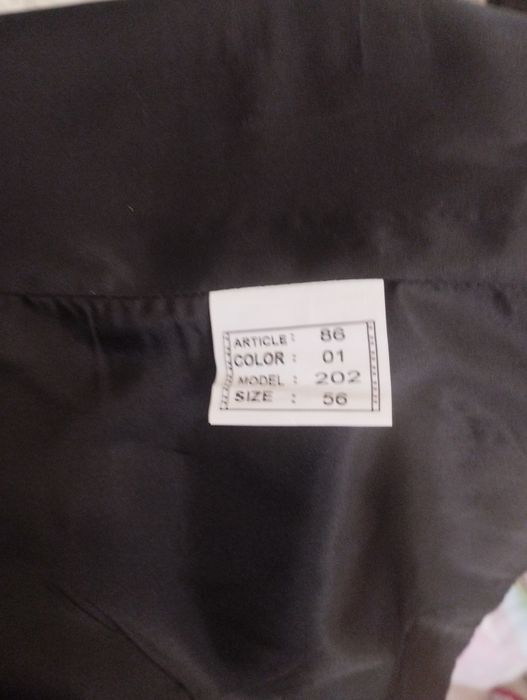 ARTICLE: 86
COLOR : 01
MODEL : 202
SIZE : 56